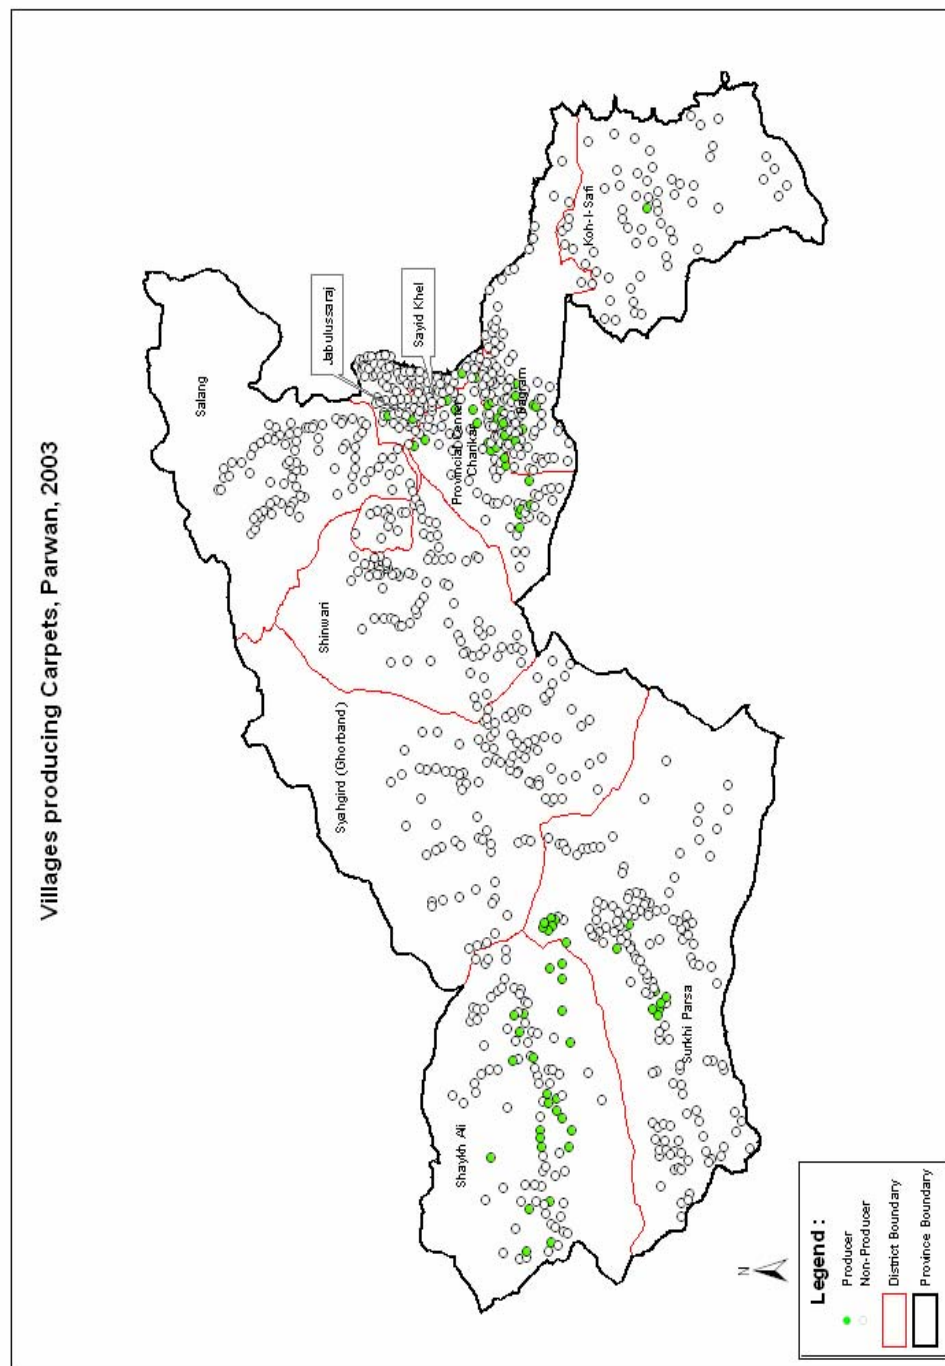 Villages producing Carpets, Parwan, 2003
Salang
Jabulussaraj
Sayid Khel
Koh-I-Safi
Shinwari
Provincial Center
Charikar
Bagram
Syahgird (Ghorband)
Shaykh Ali
Surkhi Parsa
N
Legend :
Producer
Non-Producer
District Boundary
Province Boundary